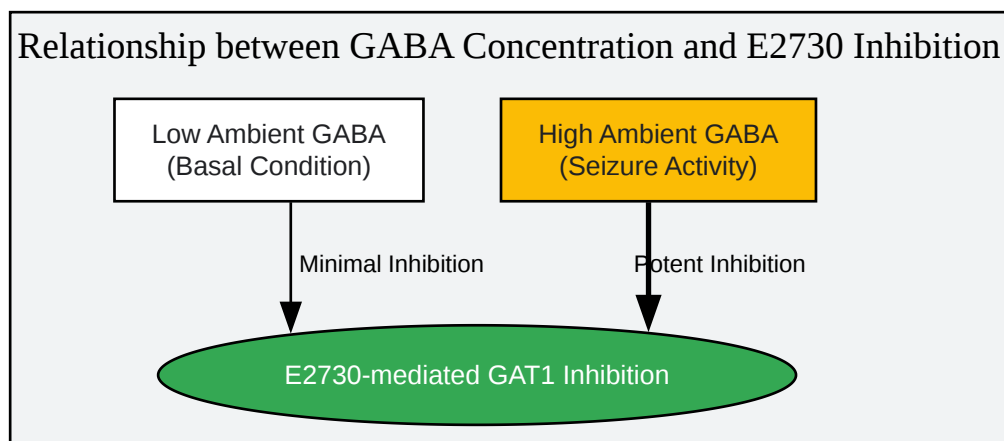 Relationship between GABA Concentration and E2730 Inhibition
Low Ambient GABA
(Basal Condition)
High Ambient GABA
(Seizure Activity)
Minimal Inhibition
Potent Inhibition
E2730-mediated GAT1 Inhibition